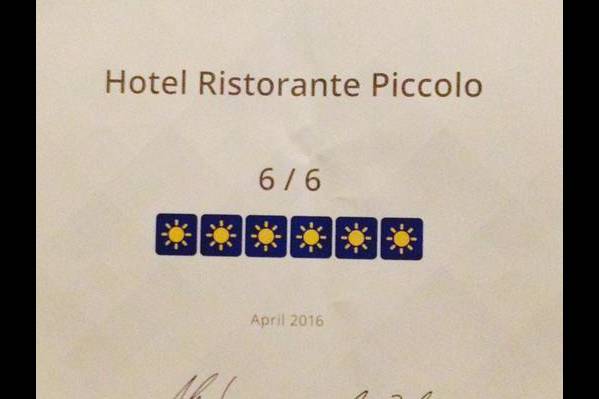 Hotel Ristorante Piccolo
6 / 6
April 2016